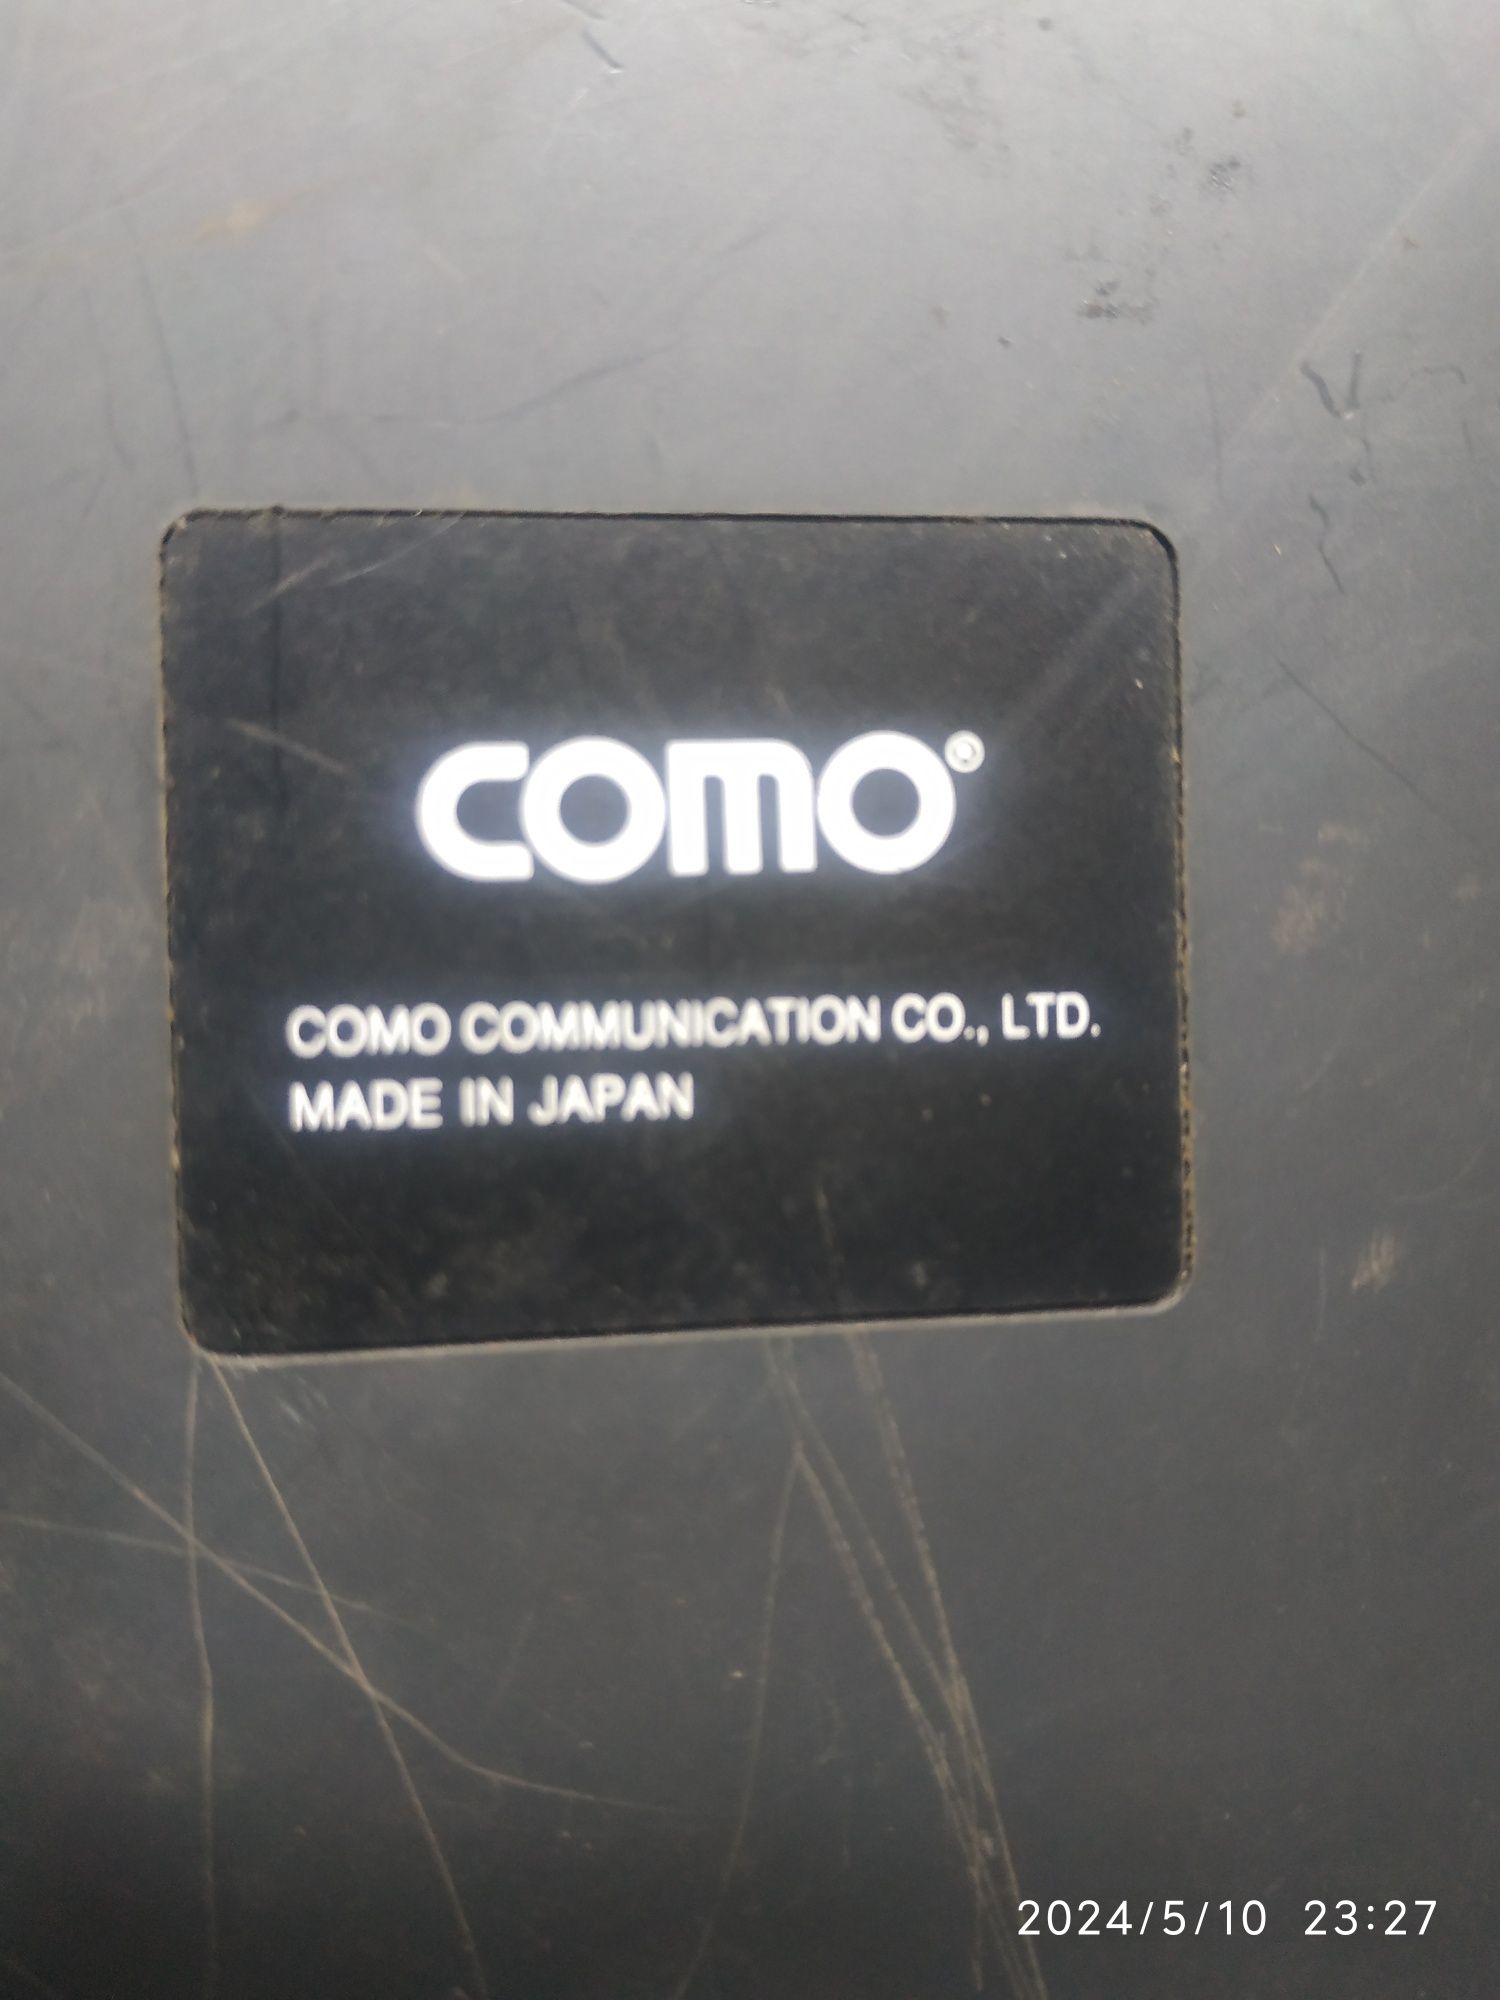 COMO®
COMO COMMUNICATION CO., LTD.
MADE IN JAPAN
2024/5/10 23:27